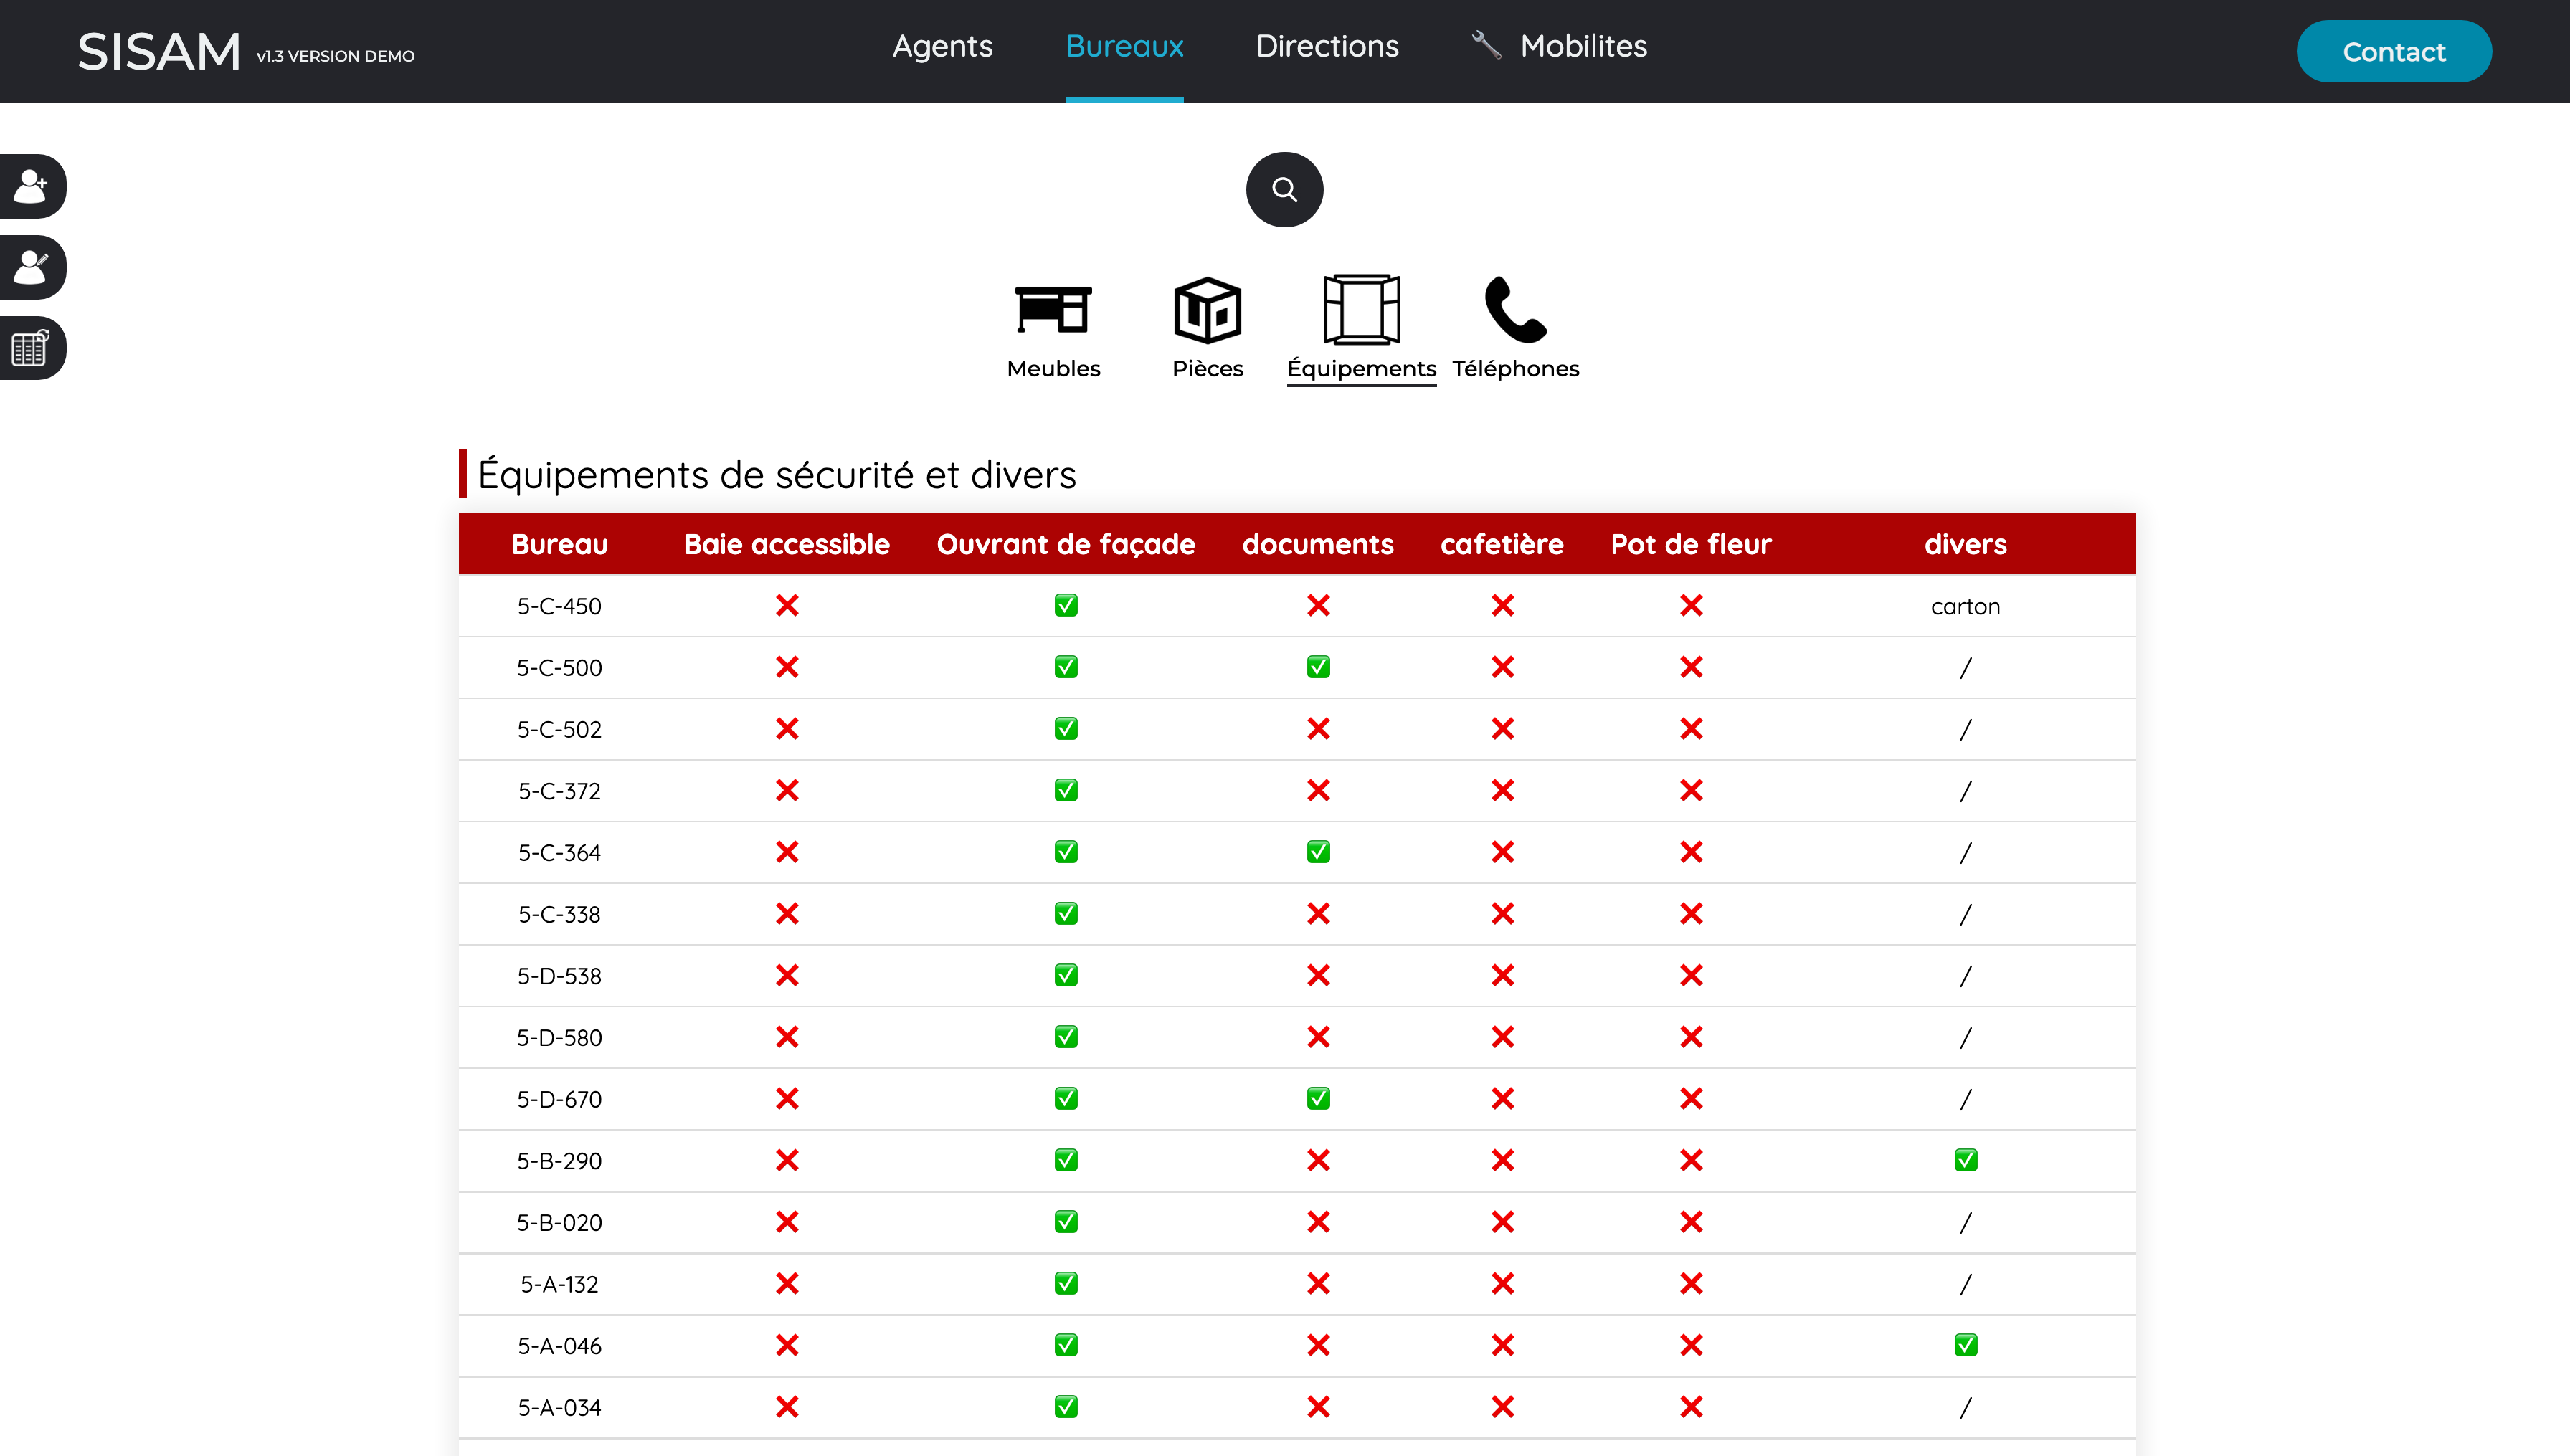 SISAM v1.3 VERSION DEMO
Agents Bureaux Directions Mobilites
Contact
Meubles Pièces Équipements Téléphones
Équipements de sécurité et divers
Bureau Baie accessible Ouvrant de façade documents cafetière Pot de fleur divers
5-C-450 ❌ ✅ ❌ ❌ ❌ carton
5-C-500 ❌ ✅ ✅ ❌ ❌ /
5-C-502 ❌ ✅ ❌ ❌ ❌ /
5-C-372 ❌ ✅ ❌ ❌ ❌ /
5-C-364 ❌ ✅ ✅ ❌ ❌ /
5-C-338 ❌ ✅ ❌ ❌ ❌ /
5-D-538 ❌ ✅ ❌ ❌ ❌ /
5-D-580 ❌ ✅ ❌ ❌ ❌ /
5-D-670 ❌ ✅ ✅ ❌ ❌ /
5-B-290 ❌ ✅ ❌ ❌ ❌ ✅
5-B-020 ❌ ✅ ❌ ❌ ❌ /
5-A-132 ❌ ✅ ❌ ❌ ❌ /
5-A-046 ❌ ✅ ❌ ❌ ❌ ✅
5-A-034 ❌ ✅ ❌ ❌ ❌ /